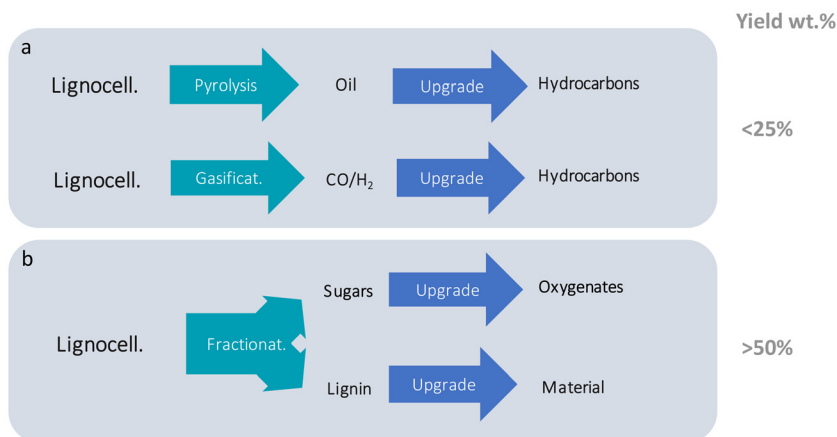 Yield wt.%
a
Lignocell. Pyrolysis Oil Upgrade Hydrocarbons
<25%
Lignocell. Gasificat. CO/H₂ Upgrade Hydrocarbons
b
Sugars Upgrade Oxygenates
Lignocell. Fractionat.
>50%
Lignin Upgrade Material